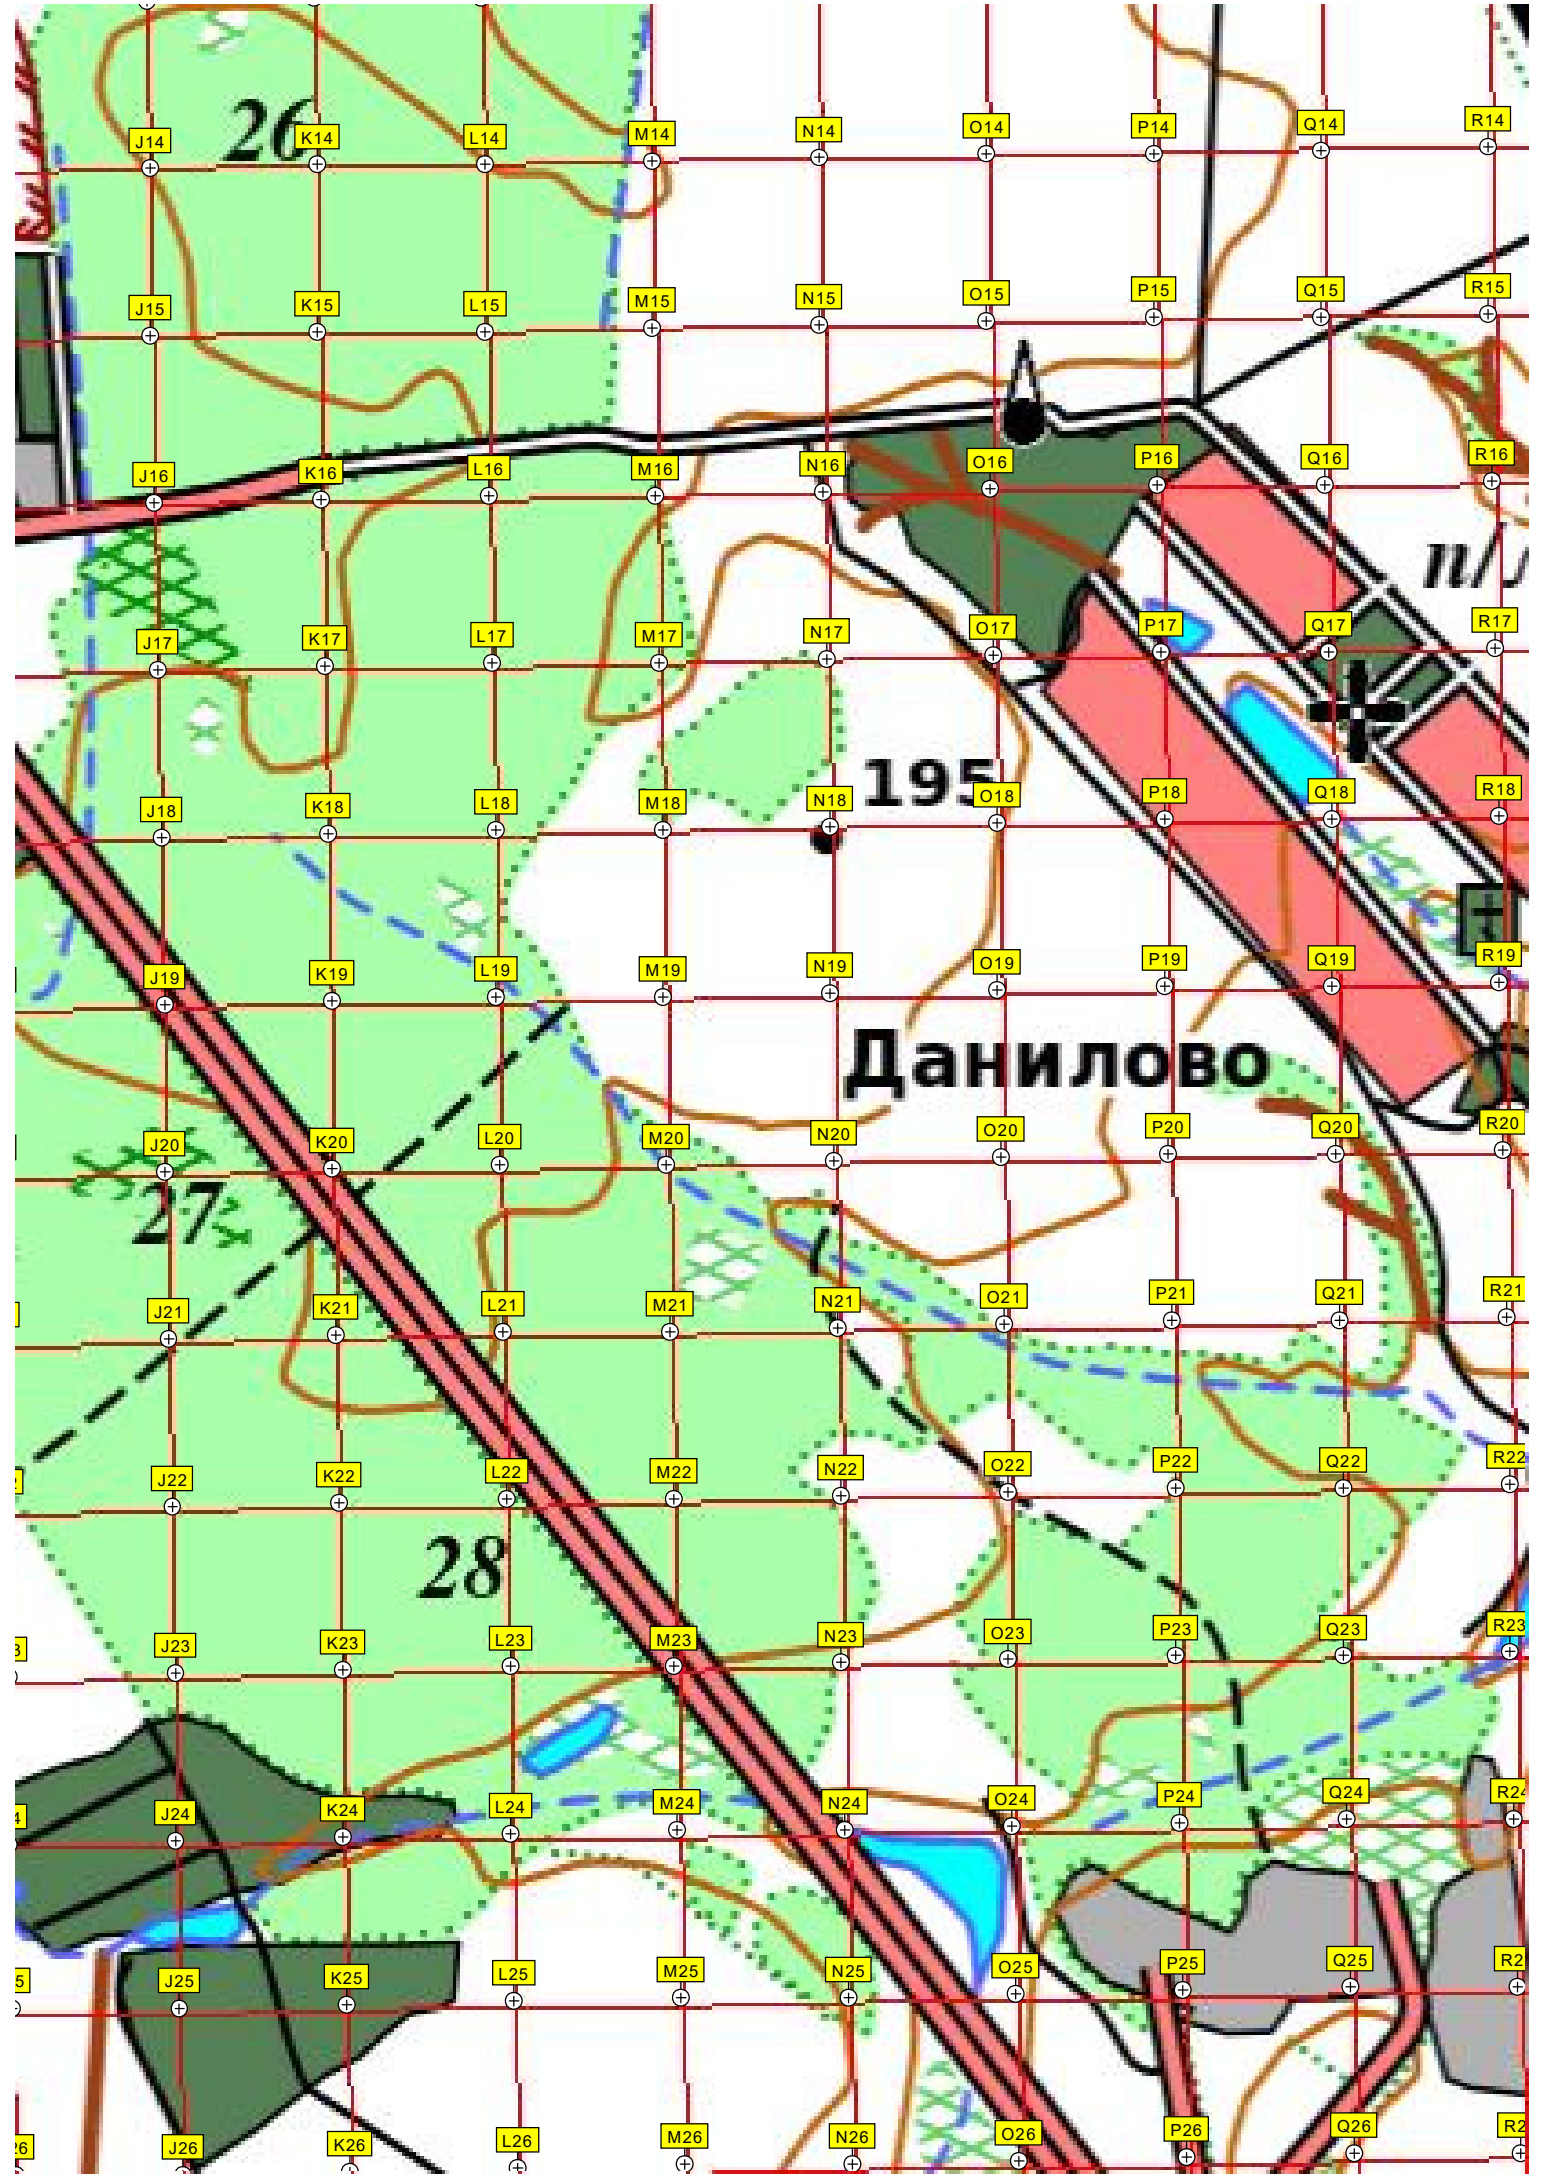 J14 K14 L14 M14 N14 O14 P14 Q14 R14
26
J15 K15 L15 M15 N15 O15 P15 Q15 R15
J16 K16 L16 M16 N16 O16 P16 Q16 R16
J17 K17 L17 M17 N17 O17 P17 Q17 R17
195
J18 K18 L18 M18 N18 O18 P18 Q18 R18
J19 K19 L19 M19 N19 O19 P19 Q19 R19
Данилово
J20 K20 L20 M20 N20 O20 P20 Q20 R20
27
J21 K21 L21 M21 N21 O21 P21 Q21 R21
J22 K22 L22 M22 N22 O22 P22 Q22 R22
28
J23 K23 L23 M23 N23 O23 P23 Q23 R23
J24 K24 L24 M24 N24 O24 P24 Q24 R24
J25 K25 L25 M25 N25 O25 P25 Q25 R2
J26 K26 L26 M26 N26 O26 P26 Q26 R2